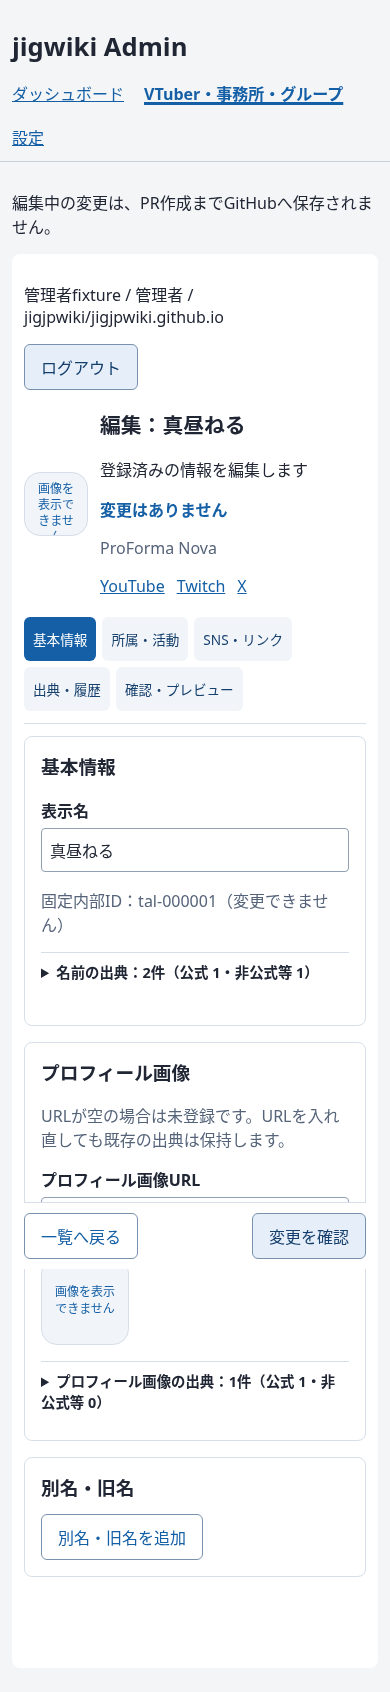 jigwiki Admin
ダッシュボード VTuber・事務所・グループ
設定
編集中の変更は、PR作成までGitHubへ保存されま
せん。
管理者fixture / 管理者 /
jigjpwiki/jigjpwiki.github.io
ログアウト
画像を
表示で
きませ
編集：真昼ねる
登録済みの情報を編集します
変更はありません
ProForma Nova
YouTube Twitch X
基本情報 所属・活動 SNS・リンク
出典・履歴 確認・プレビュー
基本情報
表示名
真昼ねる
固定内部ID：tal-000001（変更できませ
ん）
▶ 名前の出典：2件（公式 1・非公式等 1）
プロフィール画像
URLが空の場合は未登録です。URLを入れ
直しても既存の出典は保持します。
プロフィール画像URL
一覧へ戻る 変更を確認
画像を表示
できません
▶ プロフィール画像の出典：1件（公式 1・非
公式等 0）
別名・旧名
別名・旧名を追加